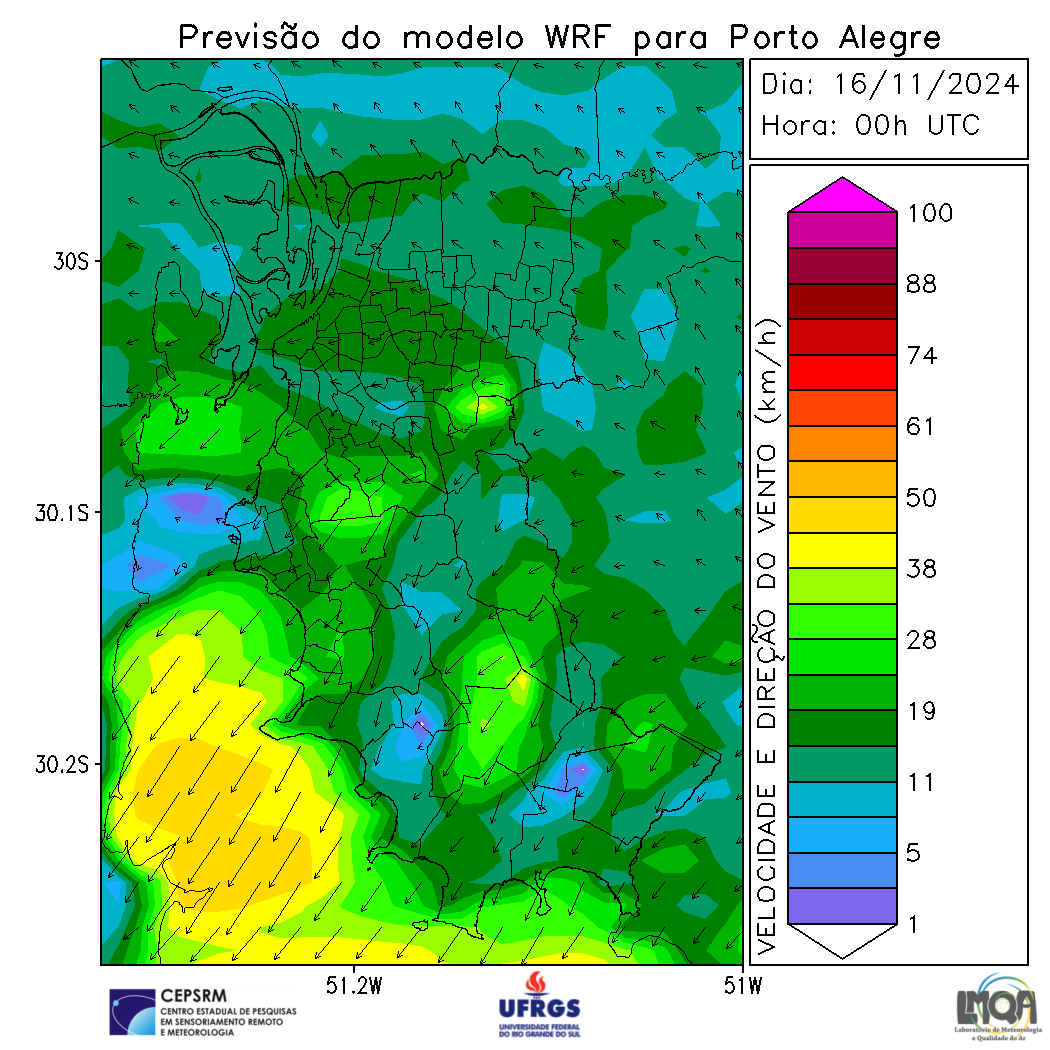 Previsão do modelo WRF para Porto Alegre
Dia: 16/11/2024
Hora: 00h UTC
30S
30.1S
30.2S
51.2W
51W
VELOCIDADE E DIREÇÃO DO VENTO (km/h)
100
88
74
61
50
38
28
19
11
5
1
CEPSRM
CENTRO ESTADUAL DE PESQUISAS
EM SENSORIAMENTO REMOTO
E METEOROLOGIA
UFRGS
UNIVERSIDADE FEDERAL
DO RIO GRANDE DO SUL
LMQA
Laboratório de Meteorologia
e Qualidade do Ar